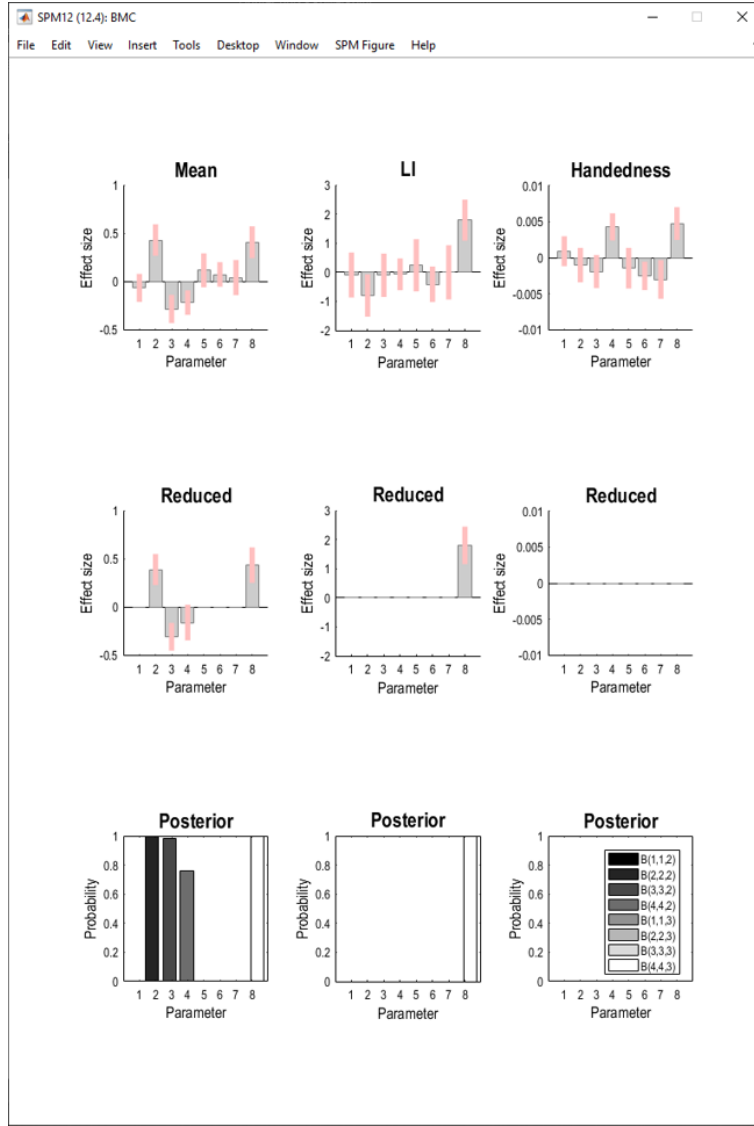 SPM12 (12.4): BMC
File Edit View Insert Tools Desktop Window SPM Figure Help
Mean
1
0.5
0
-0.5
Effect size
1 2 3 4 5 6 7 8
Parameter
LI
3
2
1
0
-1
-2
Effect size
1 2 3 4 5 6 7 8
Parameter
Handedness
0.01
0.005
0
-0.005
-0.01
Effect size
1 2 3 4 5 6 7 8
Parameter
Reduced
1
0.5
0
-0.5
Effect size
1 2 3 4 5 6 7 8
Parameter
Reduced
3
2
1
0
-1
-2
Effect size
1 2 3 4 5 6 7 8
Parameter
Reduced
0.01
0.005
0
-0.005
-0.01
Effect size
1 2 3 4 5 6 7 8
Parameter
Posterior
1
0.8
0.6
0.4
0.2
0
Probability
1 2 3 4 5 6 7 8
Parameter
Posterior
1
0.8
0.6
0.4
0.2
0
Probability
1 2 3 4 5 6 7 8
Parameter
Posterior
1
0.8
0.6
0.4
0.2
0
Probability
B(1,1,2)
B(2,2,2)
B(3,3,2)
B(4,4,2)
B(1,1,3)
B(2,2,3)
B(3,3,3)
B(4,4,3)
1 2 3 4 5 6 7 8
Parameter